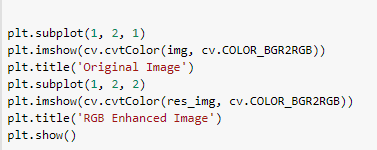 plt.subplot(1, 2, 1)
plt.imshow(cv.cvtColor(img, cv.COLOR_BGR2RGB))
plt.title('Original Image')
plt.subplot(1, 2, 2)
plt.imshow(cv.cvtColor(res_img, cv.COLOR_BGR2RGB))
plt.title('RGB Enhanced Image')
plt.show()